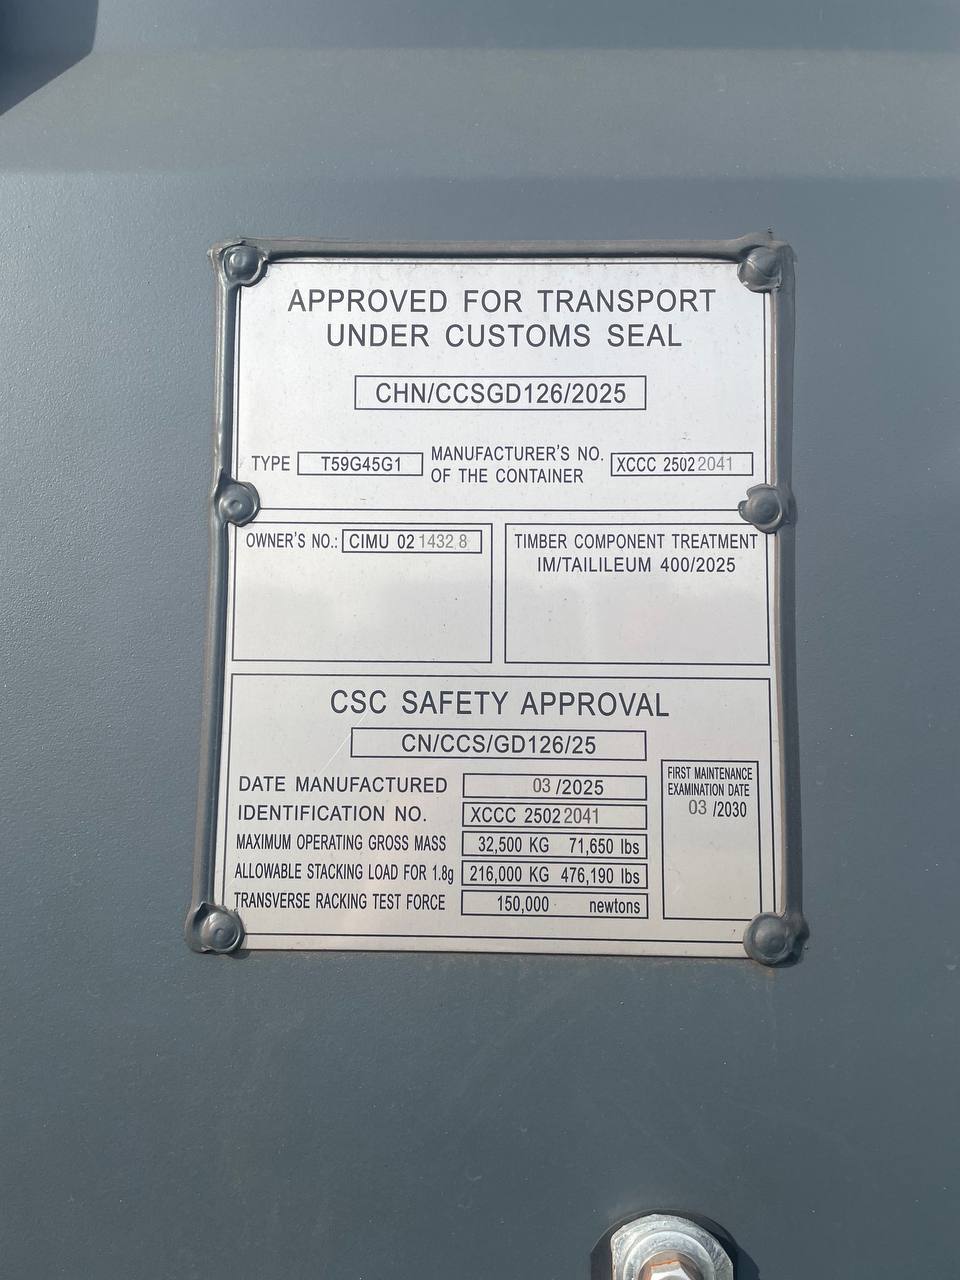 APPROVED FOR TRANSPORT
UNDER CUSTOMS SEAL
CHN/CCSGD126/2025
TYPE T59G45G1 MANUFACTURER'S NO. OF THE CONTAINER XCCC 25022041
OWNER'S NO.: CIMU 02 1432 8
TIMBER COMPONENT TREATMENT
IM/TAILILEUM 400/2025
CSC SAFETY APPROVAL
CN/CCS/GD126/25
DATE MANUFACTURED 03 /2025
IDENTIFICATION NO. XCCC 25022041
MAXIMUM OPERATING GROSS MASS 32,500 KG 71,650 lbs
ALLOWABLE STACKING LOAD FOR 1.8g 216,000 KG 476,190 lbs
TRANSVERSE RACKING TEST FORCE 150,000 newtons
FIRST MAINTENANCE
EXAMINATION DATE
03 /2030